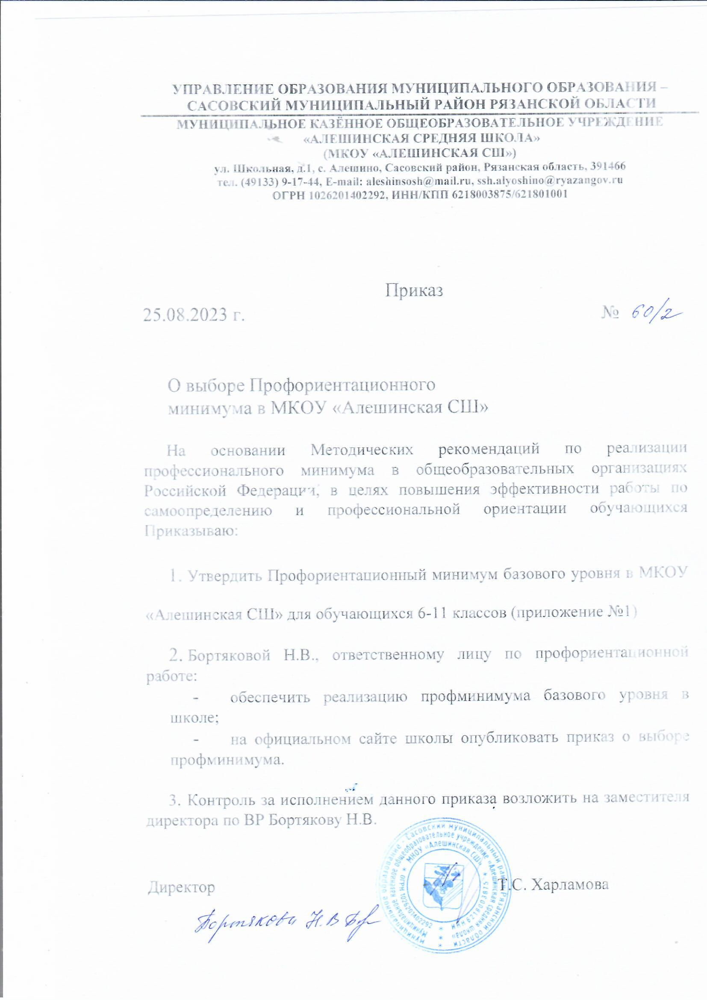 УПРАВЛЕНИЕ ОБРАЗОВАНИЯ МУНИЦИПАЛЬНОГО ОБРАЗОВАНИЯ –
САСОВСКИЙ МУНИЦИПАЛЬНЫЙ РАЙОН РЯЗАНСКОЙ ОБЛАСТИ
МУНИЦИПАЛЬНОЕ КАЗЁННОЕ ОБЩЕОБРАЗОВАТЕЛЬНОЕ УЧРЕЖДЕНИЕ
«АЛЕШИНСКАЯ СРЕДНЯЯ ШКОЛА»
(МКОУ «АЛЕШИНСКАЯ СШ»)
ул. Школьная, д.1, с. Алешино, Сасовский район, Рязанская область, 391466
тел. (49133) 9-17-44, E-mail: aleshinsosh@mail.ru, ssh.alyoshino@ryazangov.ru
ОГРН 1026201402292, ИНН/КПП 6218003875/621801001
Приказ
25.08.2023 г. № 60/2
О выборе Профориентационного
минимума в МКОУ «Алешинская СШ»
На основании Методических рекомендаций по реализации
профессионального минимума в общеобразовательных организациях
Российской Федерации, в целях повышения эффективности работы по
самоопределению и профессиональной ориентации обучающихся
Приказываю:
1. Утвердить Профориентационный минимум базового уровня в МКОУ
«Алешинская СШ» для обучающихся 6-11 классов (приложение №1)
2. Бортяковой Н.В., ответственному лицу по профориентационной
работе:
- обеспечить реализацию профминимума базового уровня в
школе;
- на официальном сайте школы опубликовать приказ о выборе
профминимума.
3. Контроль за исполнением данного приказа возложить на заместителя
директора по ВР Бортякову Н.В.
Директор Т.С. Харламова
Бортякова Н.В
Муниципальное образование - Сасовский муниципальный район Рязанской области
Муниципальное казенное общеобразовательное учреждение «Алешинская средняя школа»
МКОУ «Алешинская СШ» * ИНН 6218003875 * ОГРН 1026201402292 *